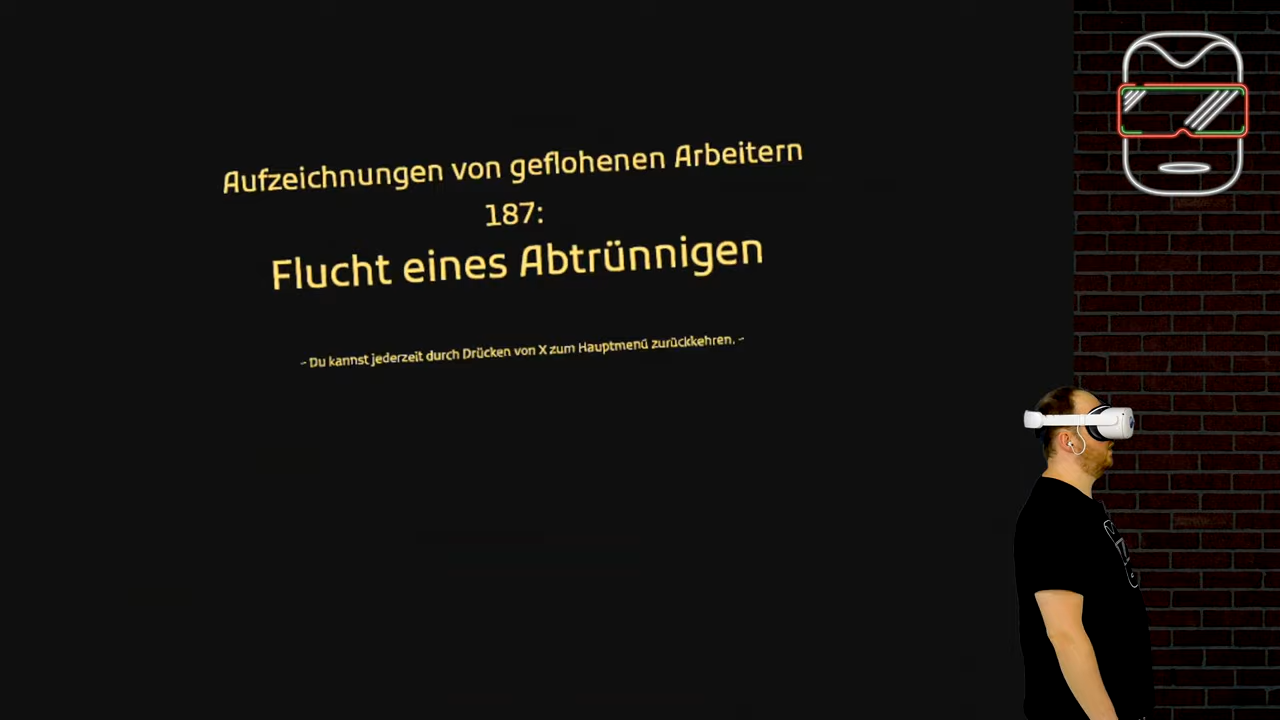 Aufzeichnungen von geflohenen Arbeitern
187:
Flucht eines Abtrünnigen
- Du kannst jederzeit durch Drücken von X zum Hauptmenü zurückkehren. -